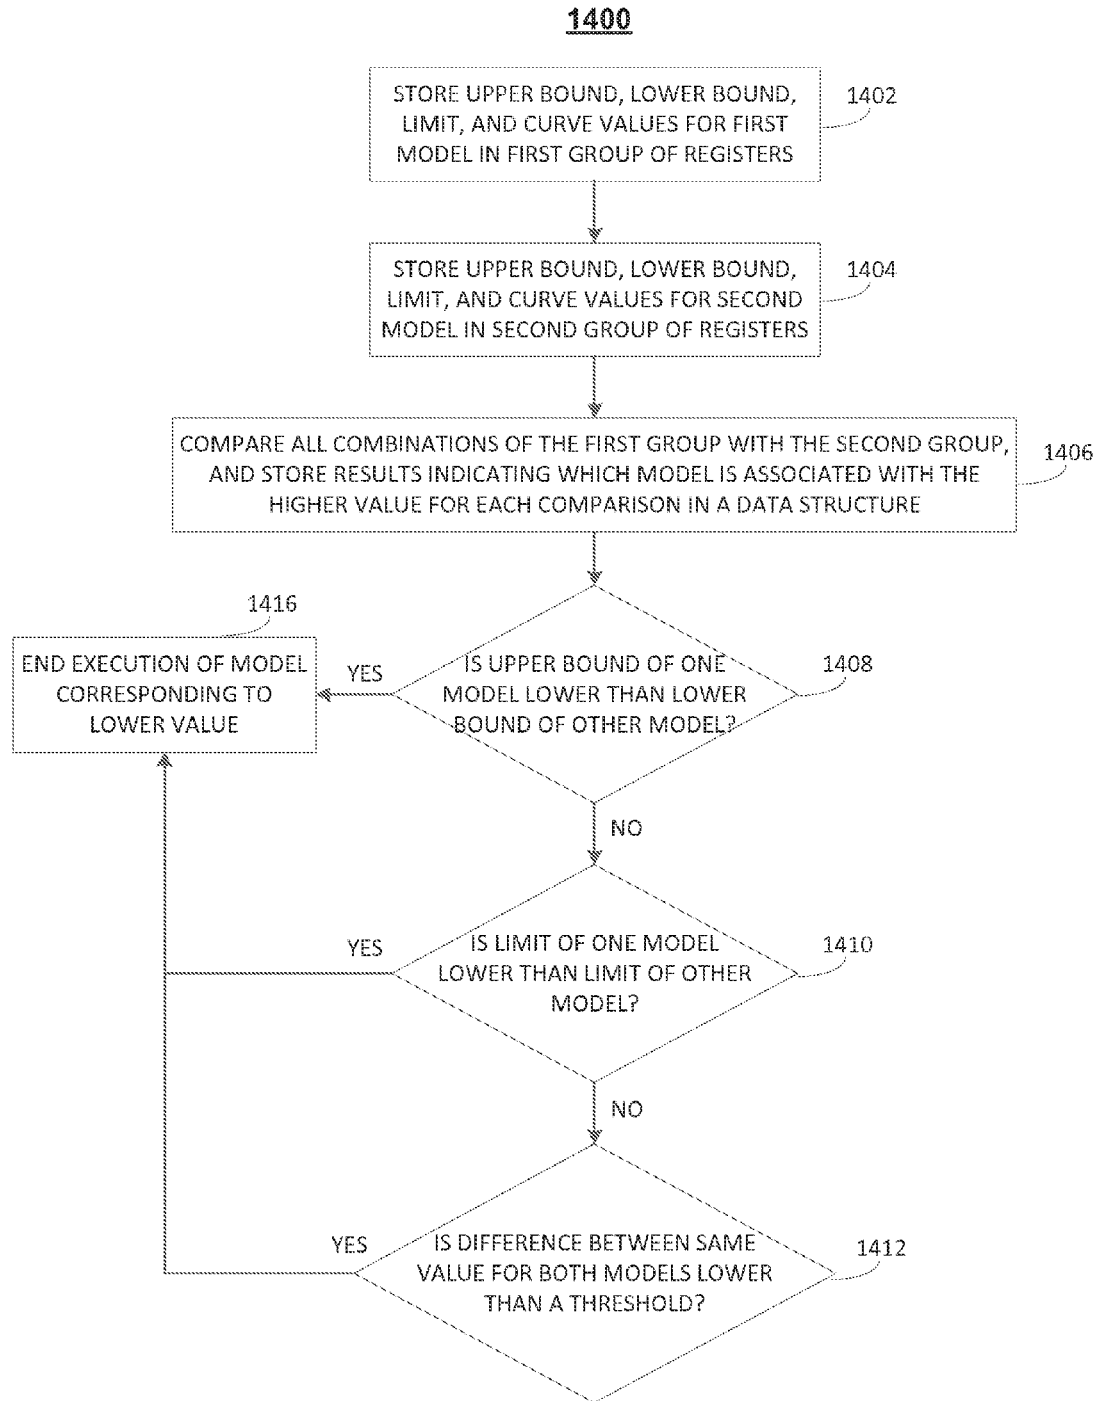 1400
STORE UPPER BOUND, LOWER BOUND,
LIMIT, AND CURVE VALUES FOR FIRST
MODEL IN FIRST GROUP OF REGISTERS
1402
STORE UPPER BOUND, LOWER BOUND,
LIMIT, AND CURVE VALUES FOR SECOND
MODEL IN SECOND GROUP OF REGISTERS
1404
COMPARE ALL COMBINATIONS OF THE FIRST GROUP WITH THE SECOND GROUP,
AND STORE RESULTS INDICATING WHICH MODEL IS ASSOCIATED WITH THE
HIGHER VALUE FOR EACH COMPARISON IN A DATA STRUCTURE
1406
1416
END EXECUTION OF MODEL
CORRESPONDING TO
LOWER VALUE
YES
IS UPPER BOUND OF ONE
MODEL LOWER THAN LOWER
BOUND OF OTHER MODEL?
1408
NO
YES
IS LIMIT OF ONE MODEL
LOWER THAN LIMIT OF OTHER
MODEL?
1410
NO
YES
IS DIFFERENCE BETWEEN SAME
VALUE FOR BOTH MODELS LOWER
THAN A THRESHOLD?
1412